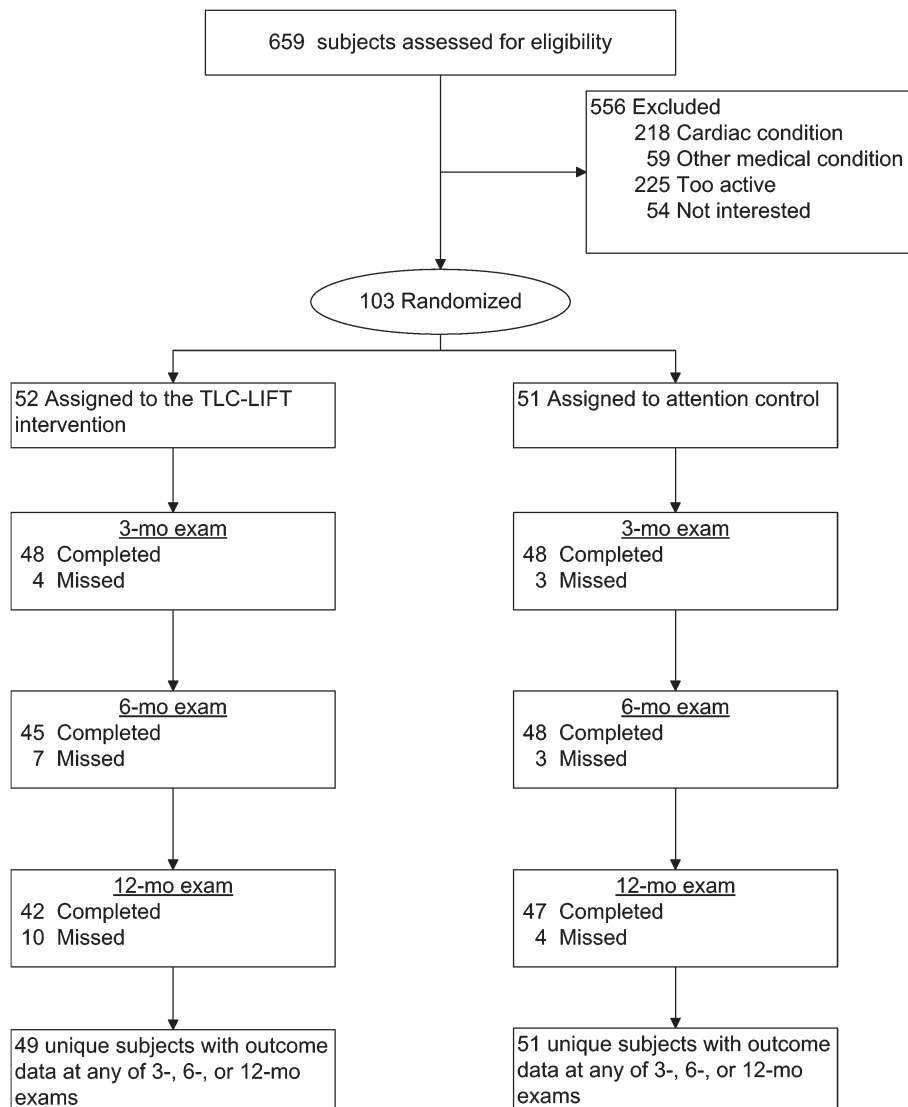 659 subjects assessed for eligibility
556 Excluded
218 Cardiac condition
59 Other medical condition
225 Too active
54 Not interested
103 Randomized
52 Assigned to the TLC-LIFT
intervention
51 Assigned to attention control
3-mo exam
48 Completed
4 Missed
3-mo exam
48 Completed
3 Missed
6-mo exam
45 Completed
7 Missed
6-mo exam
48 Completed
3 Missed
12-mo exam
42 Completed
10 Missed
12-mo exam
47 Completed
4 Missed
49 unique subjects with outcome
data at any of 3-, 6-, or 12-mo
exams
51 unique subjects with outcome
data at any of 3-, 6-, or 12-mo
exams